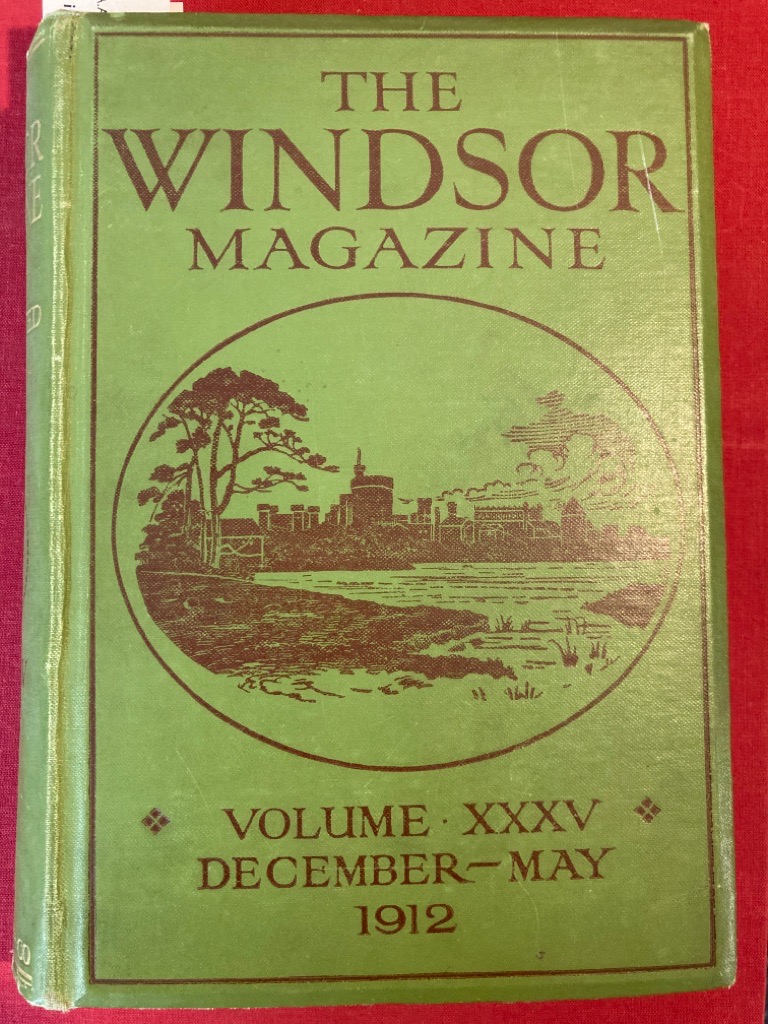 THE
WINDSOR
MAGAZINE
VOLUME · XXXV
DECEMBER—MAY
1912